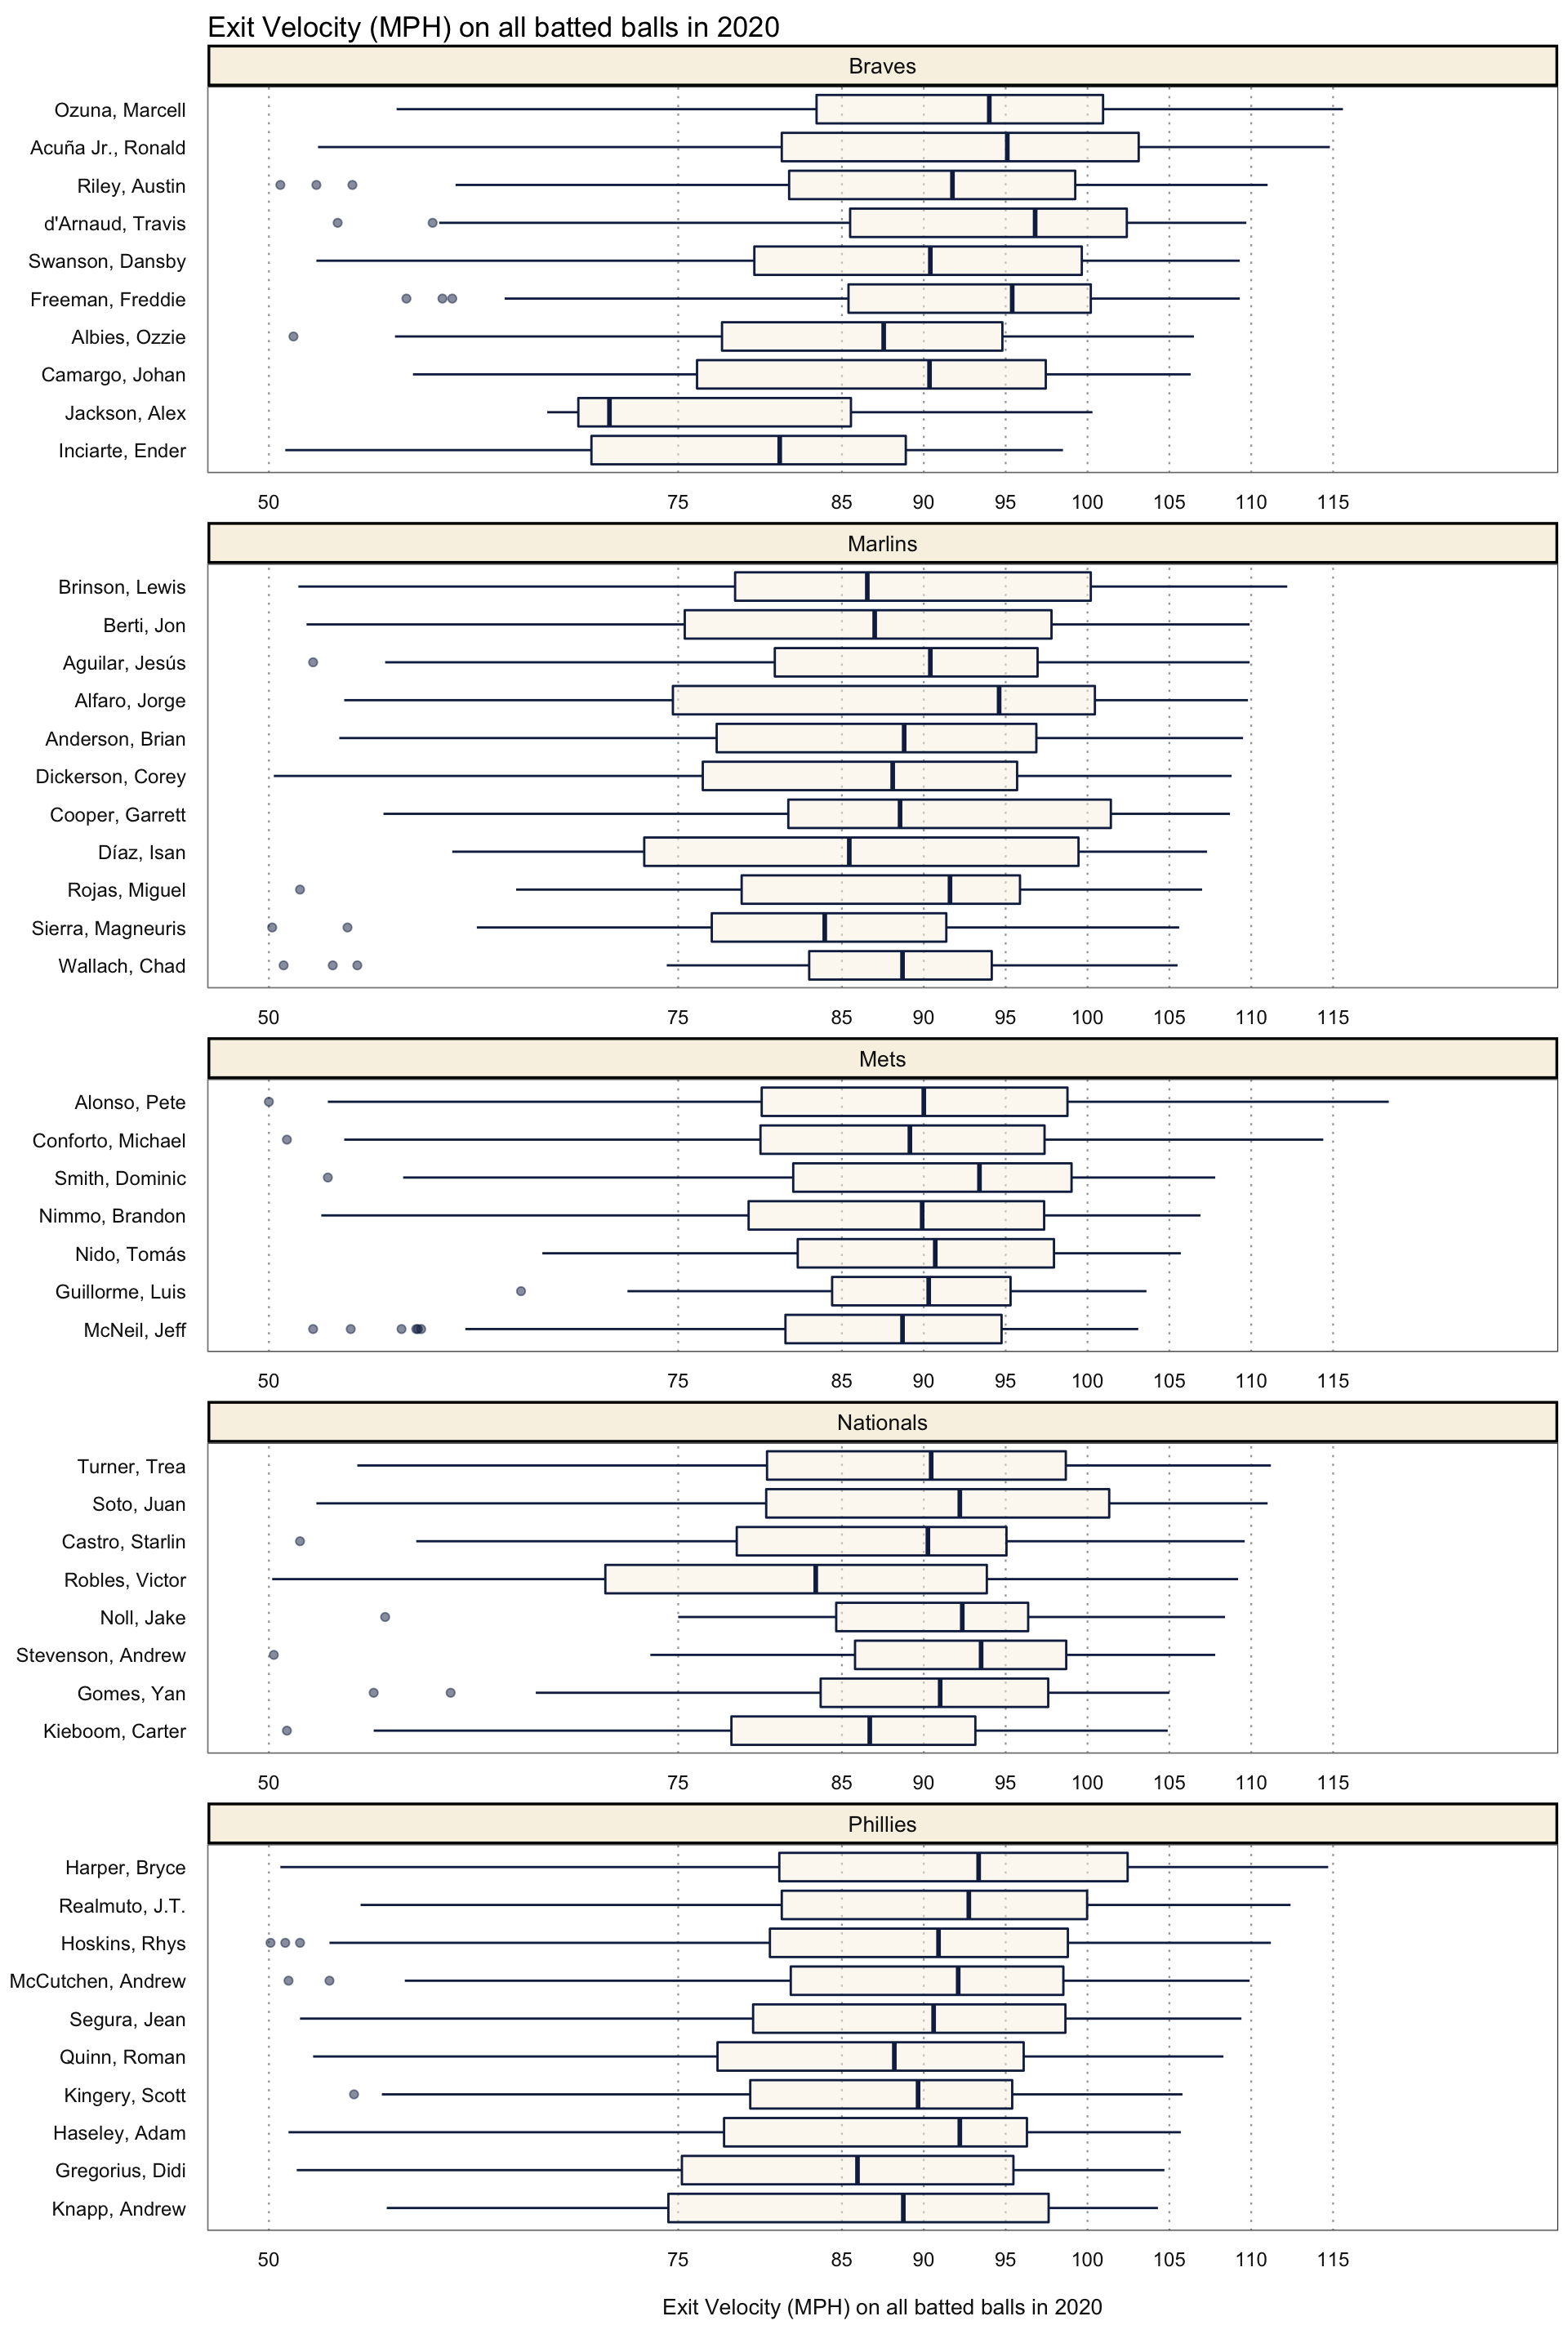 Exit Velocity (MPH) on all batted balls in 2020
Braves
Ozuna, Marcell
Acuña Jr., Ronald
Riley, Austin
d'Arnaud, Travis
Swanson, Dansby
Freeman, Freddie
Albies, Ozzie
Camargo, Johan
Jackson, Alex
Inciarte, Ender
50 75 85 90 95 100 105 110 115
Marlins
Brinson, Lewis
Berti, Jon
Aguilar, Jesús
Alfaro, Jorge
Anderson, Brian
Dickerson, Corey
Cooper, Garrett
Díaz, Isan
Rojas, Miguel
Sierra, Magneuris
Wallach, Chad
50 75 85 90 95 100 105 110 115
Mets
Alonso, Pete
Conforto, Michael
Smith, Dominic
Nimmo, Brandon
Nido, Tomás
Guillorme, Luis
McNeil, Jeff
50 75 85 90 95 100 105 110 115
Nationals
Turner, Trea
Soto, Juan
Castro, Starlin
Robles, Victor
Noll, Jake
Stevenson, Andrew
Gomes, Yan
Kieboom, Carter
50 75 85 90 95 100 105 110 115
Phillies
Harper, Bryce
Realmuto, J.T.
Hoskins, Rhys
McCutchen, Andrew
Segura, Jean
Quinn, Roman
Kingery, Scott
Haseley, Adam
Gregorius, Didi
Knapp, Andrew
50 75 85 90 95 100 105 110 115
Exit Velocity (MPH) on all batted balls in 2020